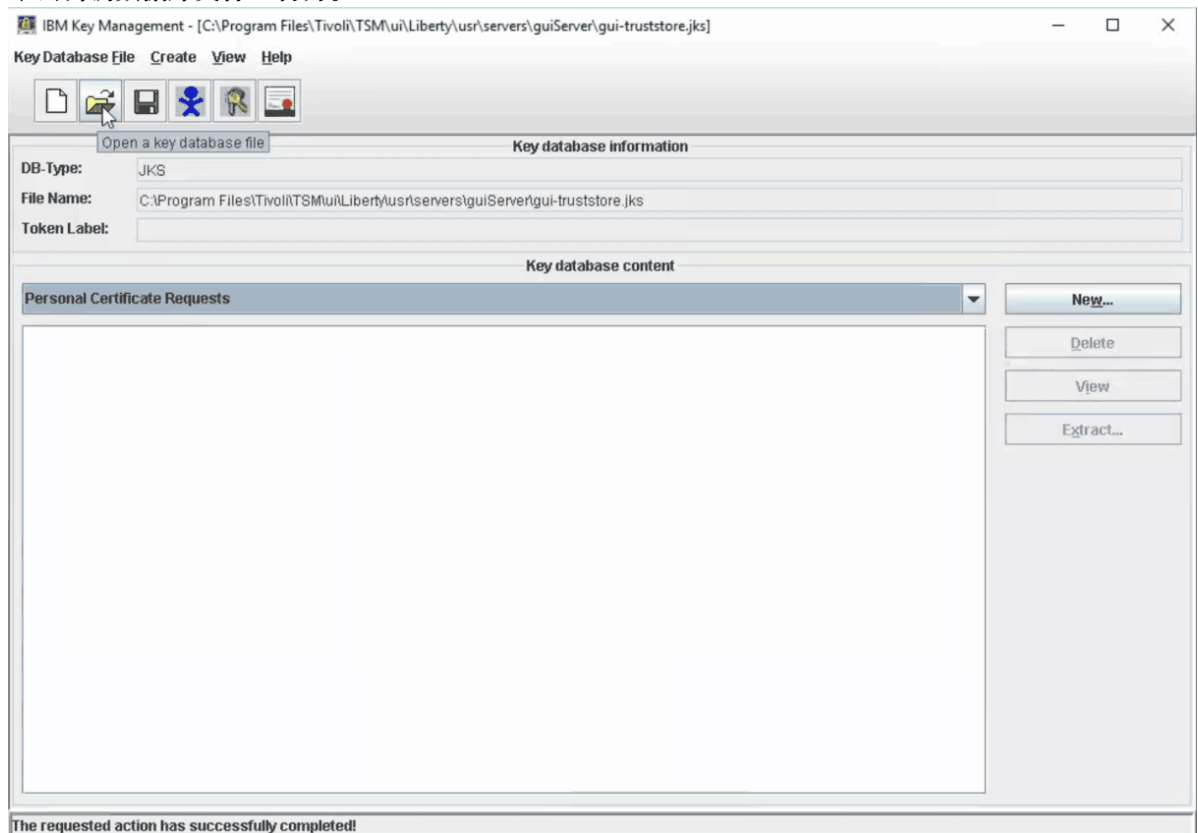 IBM Key Management - [C:\Program Files\Tivoli\TSM\ui\Liberty\usr\servers\guiServer\gui-truststore.jks]
Key Database File Create View Help
Open a key database file
Key database information
DB-Type: JKS
File Name: C:\Program Files\Tivoli\TSM\ui\Liberty\usr\servers\guiServer\gui-truststore.jks
Token Label:
Key database content
Personal Certificate Requests
New...
Delete
View
Extract...
The requested action has successfully completed!